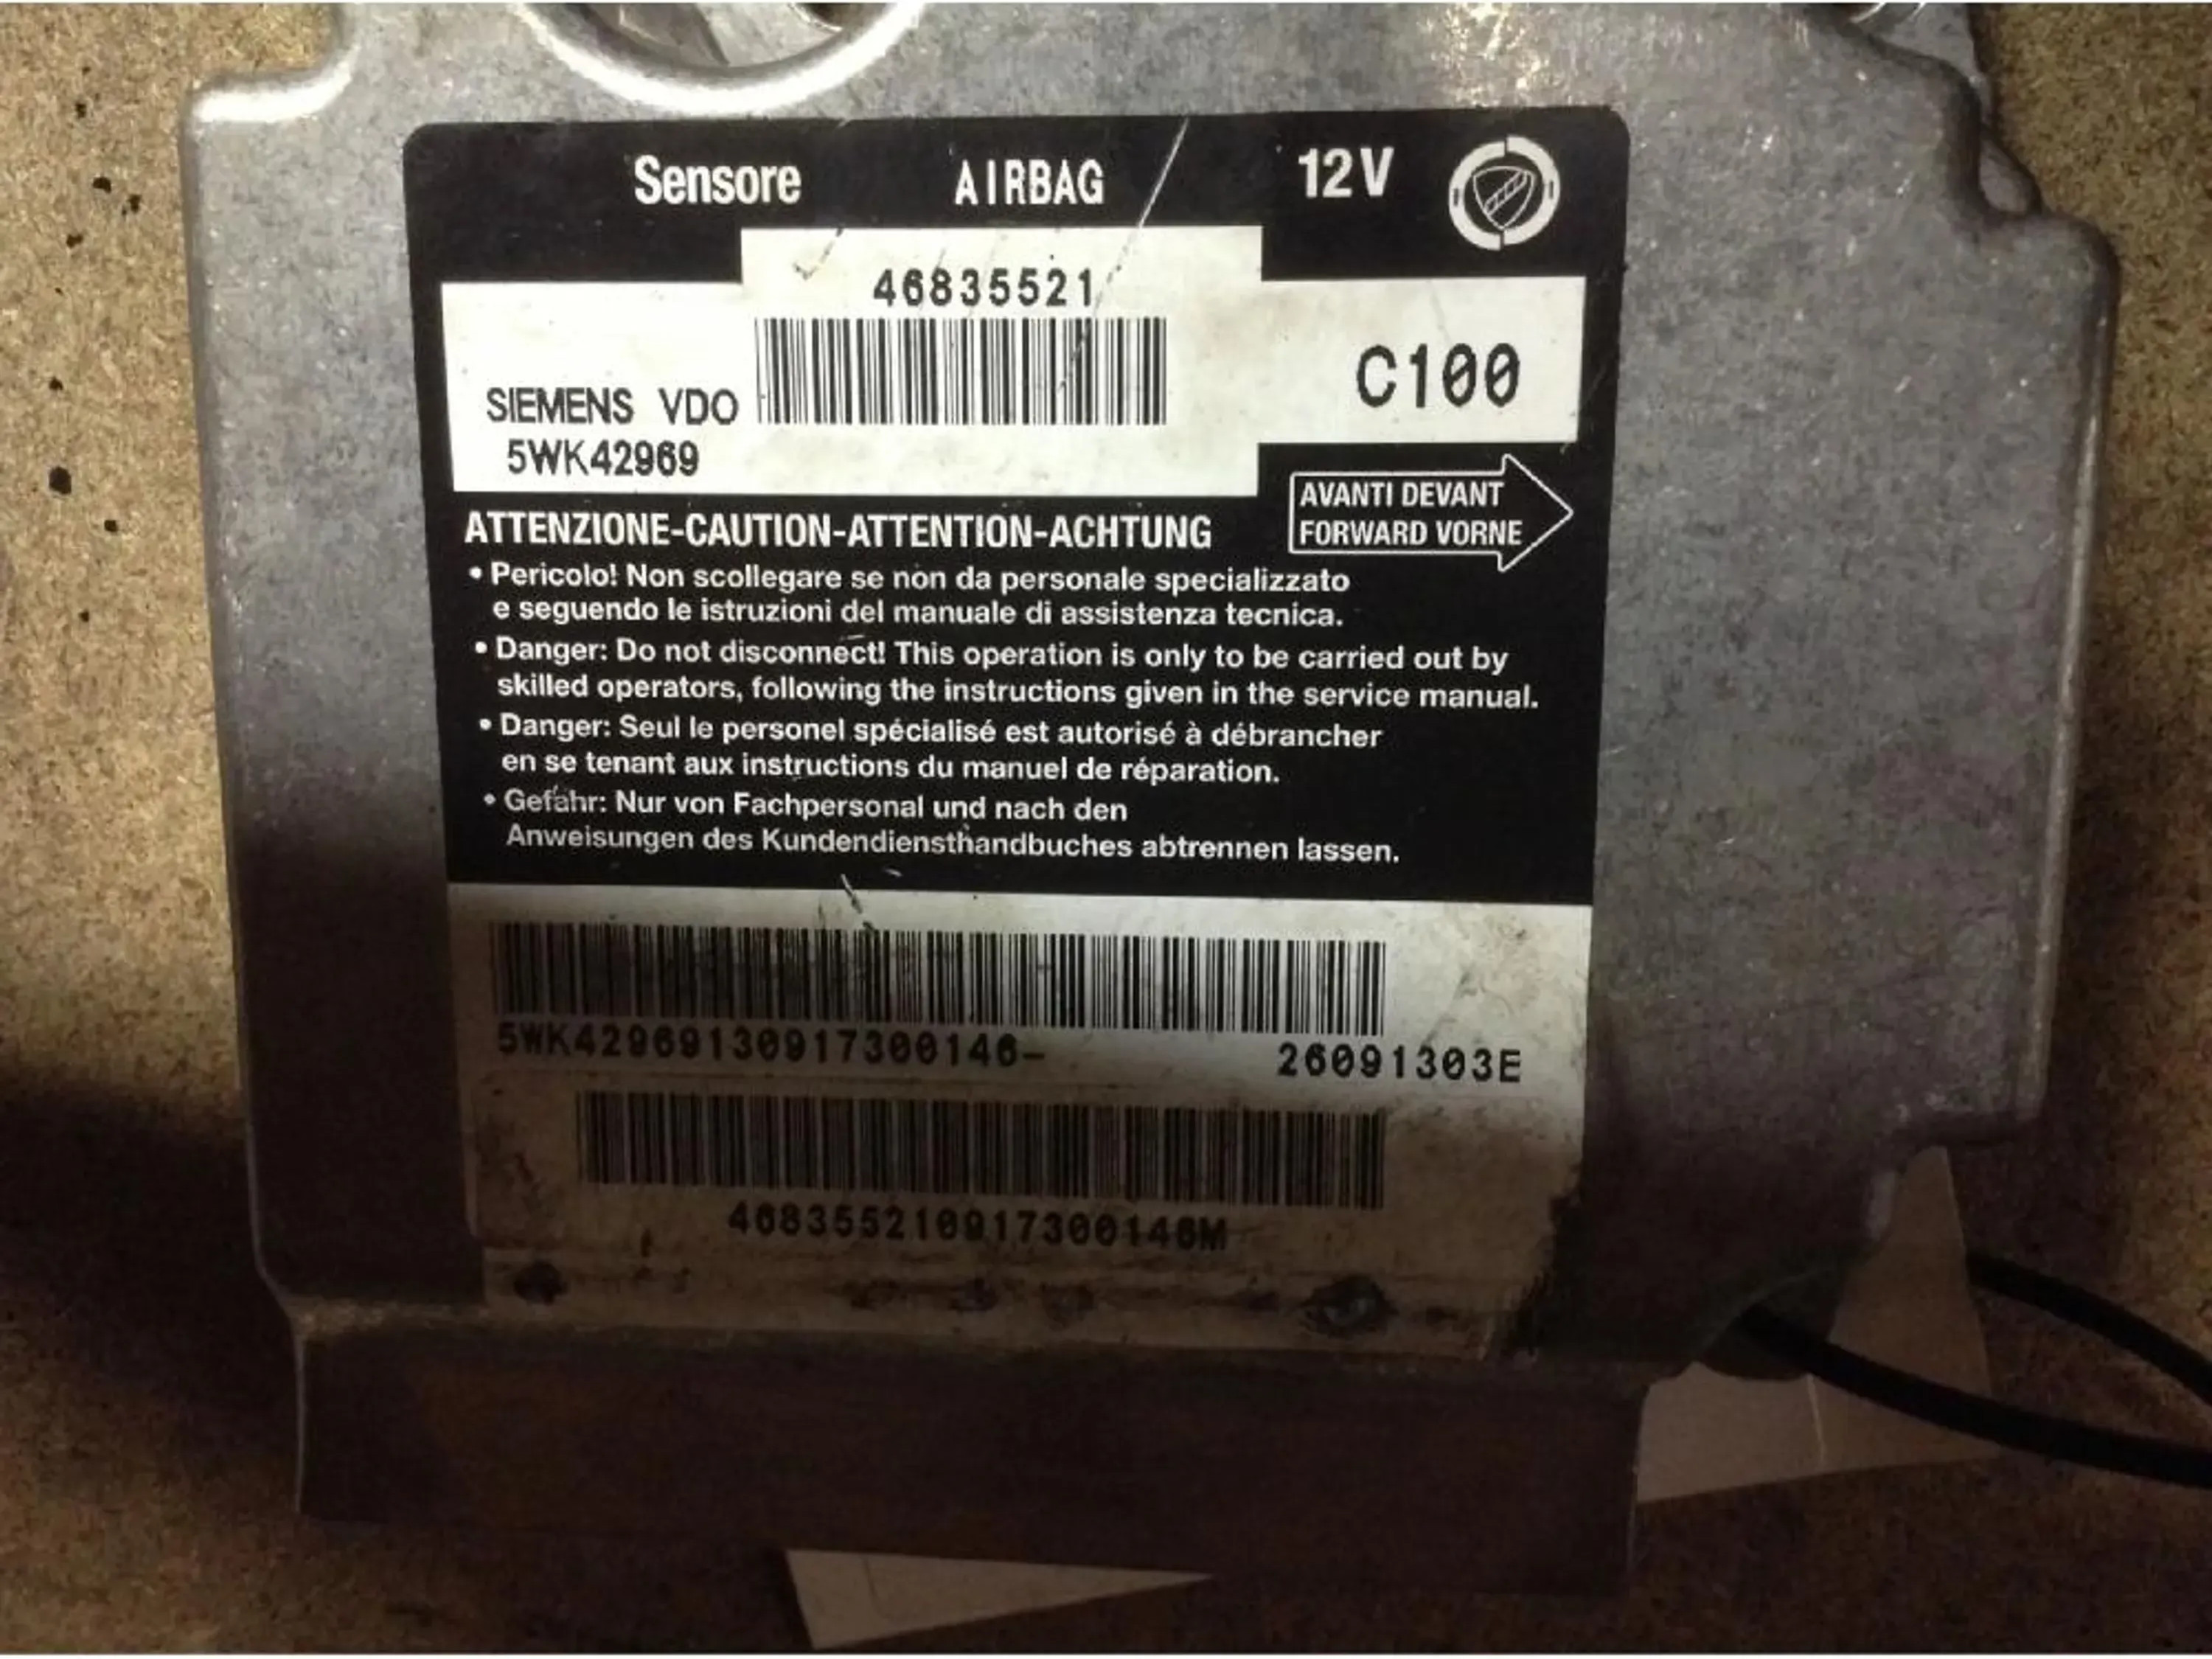 Sensore AIRBAG 12V
46835521
C100
SIEMENS VDO
5WK42969
AVANTI DEVANT
FORWARD VORNE
ATTENZIONE-CAUTION-ATTENTION-ACHTUNG
• Pericolo! Non scollegare se non da personale specializzato
e seguendo le istruzioni del manuale di assistenza tecnica.
• Danger: Do not disconnect! This operation is only to be carried out by
skilled operators, following the instructions given in the service manual.
• Danger: Seul le personel spécialisé est autorisé à débrancher
en se tenant aux instructions du manuel de réparation.
• Gefahr: Nur von Fachpersonal und nach den
Anweisungen des Kundendiensthandbuches abtrennen lassen.
5WK42969130917300146- 26091303E
468355210917300146M